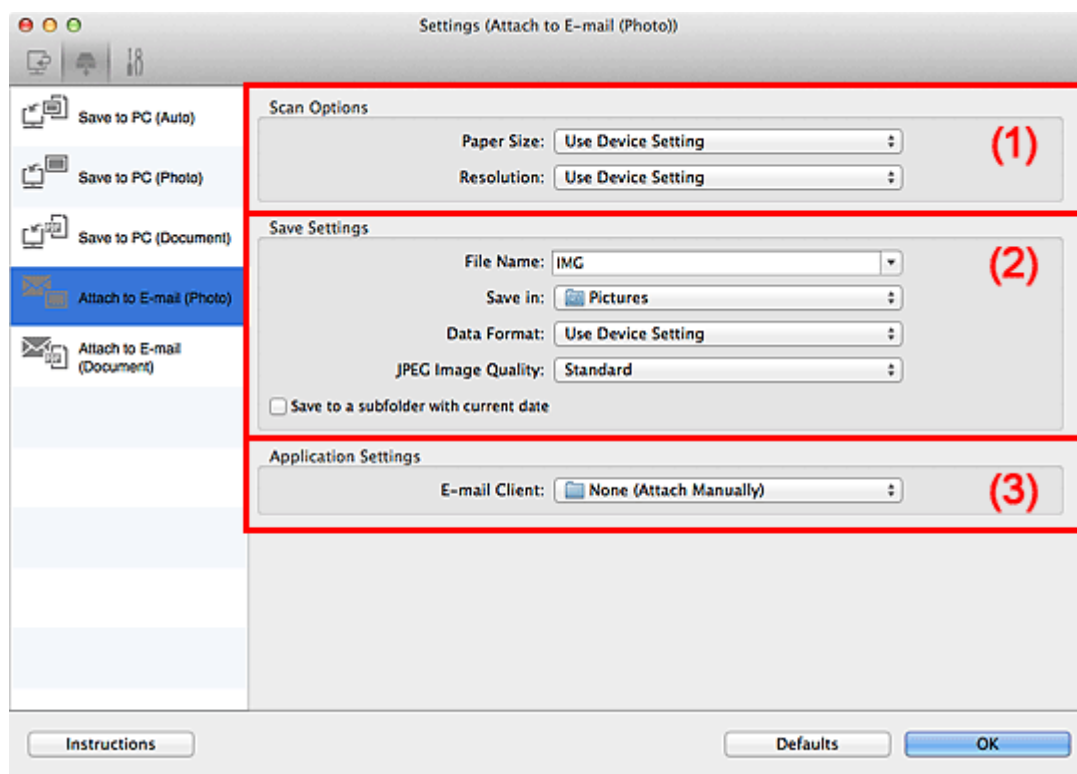 Settings (Attach to E-mail (Photo))
Save to PC (Auto)
Save to PC (Photo)
Save to PC (Document)
Attach to E-mail (Photo)
Attach to E-mail
(Document)
Scan Options
(1)
Paper Size: Use Device Setting
Resolution: Use Device Setting
Save Settings
(2)
File Name: IMG
Save in: Pictures
Data Format: Use Device Setting
JPEG Image Quality: Standard
Save to a subfolder with current date
Application Settings
(3)
E-mail Client: None (Attach Manually)
Instructions
Defaults
OK